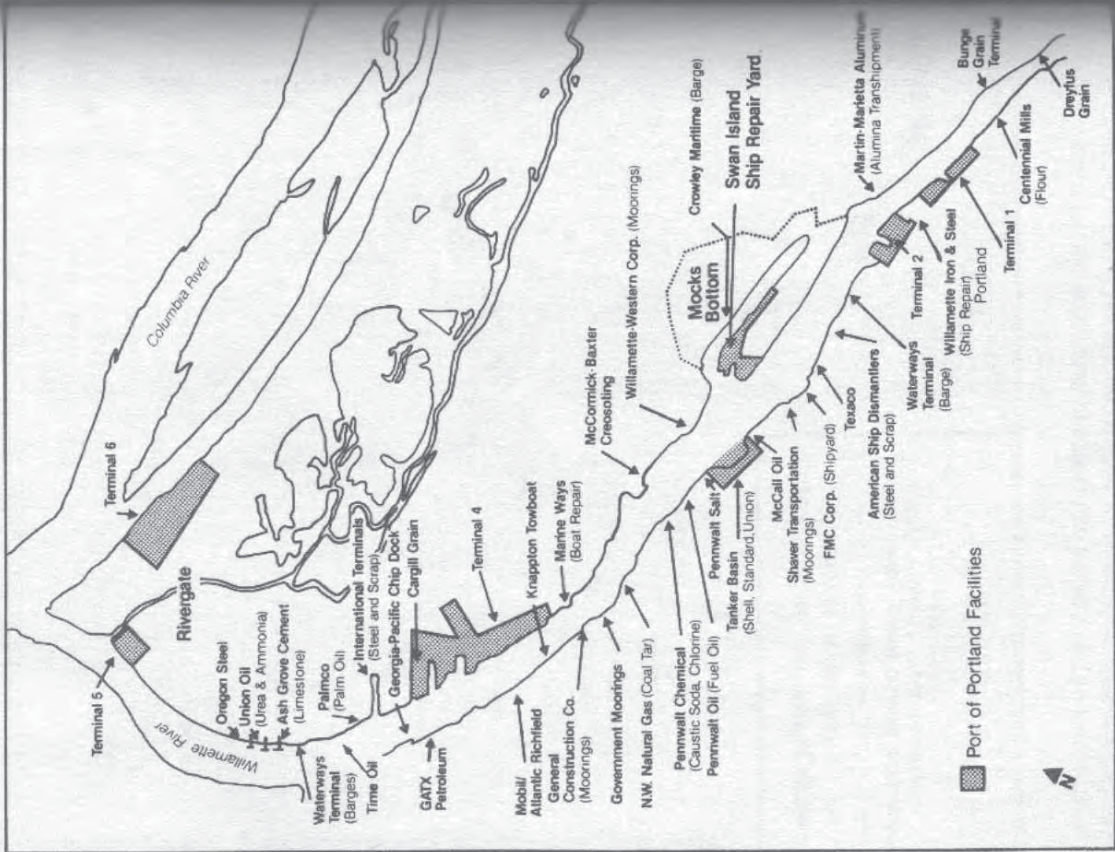 Columbia River
Terminal 6
Terminal 5
Rivergate
Willamette River
Oregon Steel
Union Oil
(Urea & Ammonia)
Ash Grove Cement
(Limestone)
Waterways
Terminal
(Barges)
Palmco
(Palm Oil)
Time Oil
International Terminals
(Steel and Scrap)
Georgia-Pacific Chip Dock
Cargill Grain
GATX
Petroleum
Terminal 4
Knappton Towboat
Marine Ways
(Boat Repair)
Mobil/
Atlantic Richfield
General
Construction Co.
(Moorings)
Government Moorings
N.W. Natural Gas (Coal Tar)
McCormick-Baxter
Creosoting
Willamette-Western Corp. (Moorings)
Pennwalt Chemical
(Caustic Soda, Chlorine)
Pennwalt Oil (Fuel Oil)
Pennwalt Salt
Tanker Basin
(Shell, Standard, Union)
McCall Oil
Shaver Transportation
(Moorings)
FMC Corp. (Shipyard)
Texaco
Mocks
Bottom
Crowley Maritime (Barge)
Swan Island
Ship Repair Yard
American Ship Dismantlers
(Steel and Scrap)
Waterways
Terminal
(Barge)
Terminal 2
Willamette Iron & Steel
(Ship Repair)
Portland
Terminal 1
Martin-Marietta Aluminum
(Alumina Transhipment)
Centennial Mills
(Flour)
Bunge
Grain
Terminal
Dreyfus
Grain
Port of Portland Facilities
N